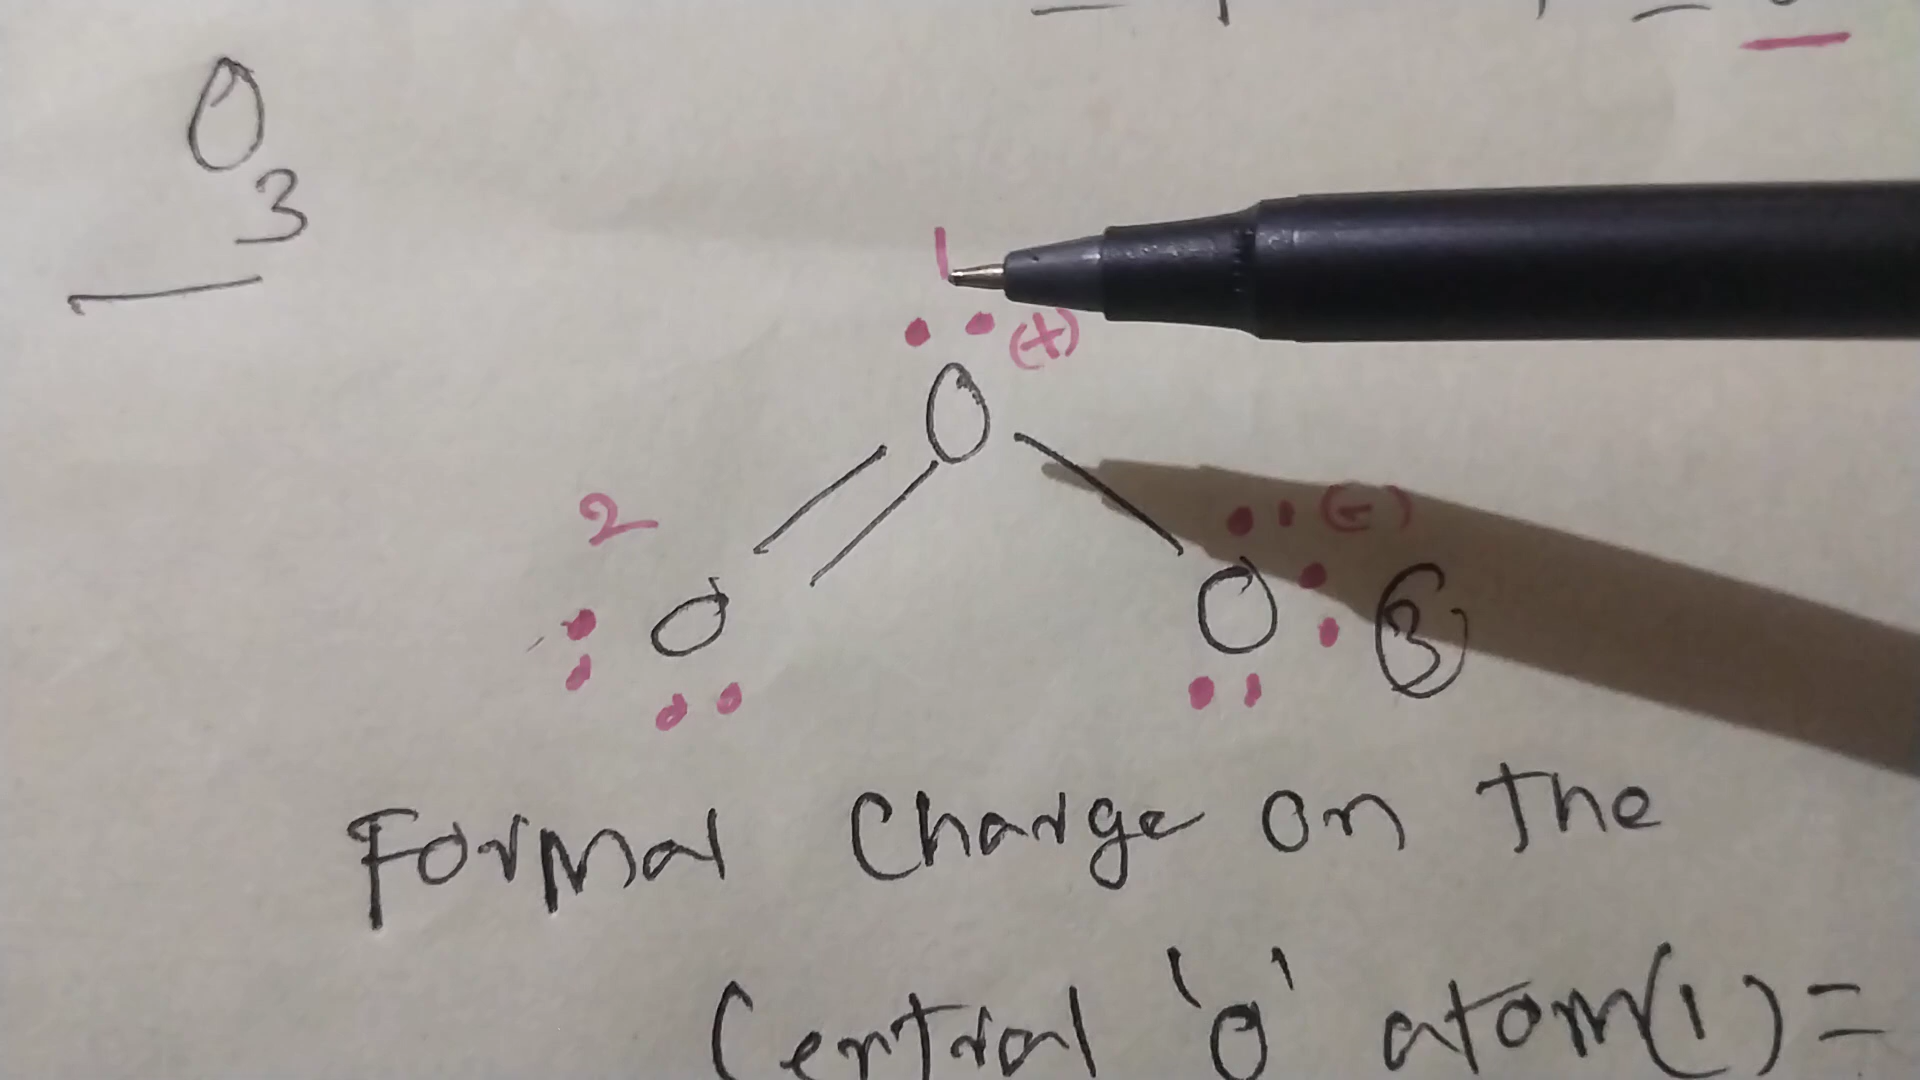 O3
1
(+)
O
2
(-)
O
O
3
Formal Charge on the
Central 'O' atom(1)=